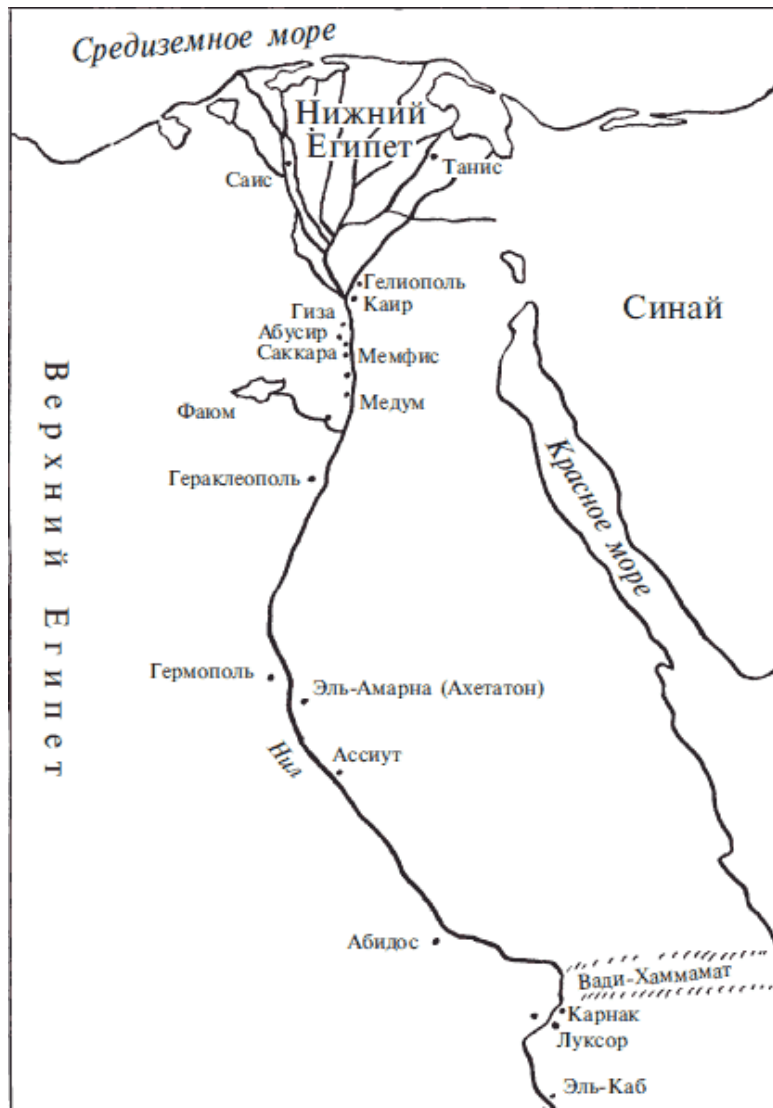 Средиземное море
Нижний
Египет
Саис
Танис
Гелиополь
Каир
Гиза
Абусир
Саккара
Мемфис
Синай
Медум
Фаюм
Верхний Египет
Гераклеополь
Красное море
Гермополь
Эль-Амарна (Ахетатон)
Нил
Ассиут
Абидос
Вади-Хаммамат
Карнак
Луксор
Эль-Каб